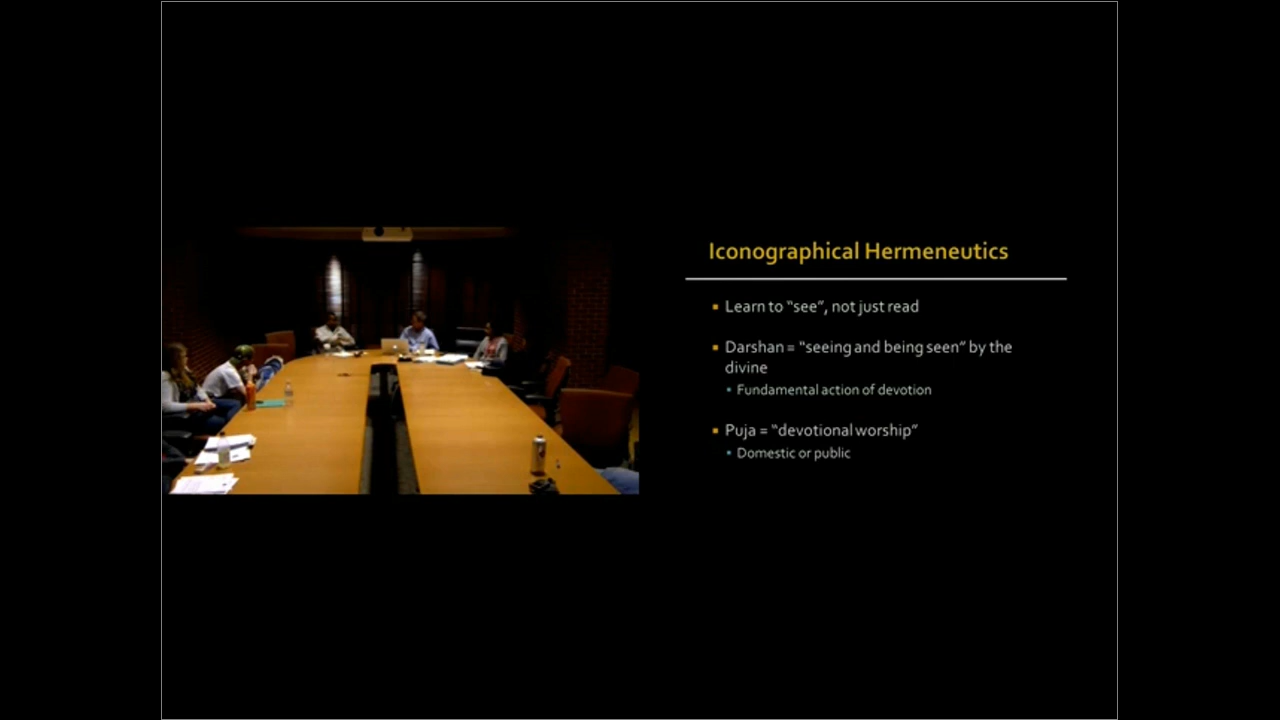 Iconographical Hermeneutics
Learn to “see”, not just read
Darshan = “seeing and being seen” by the
divine
Fundamental action of devotion
Puja = “devotional worship”
Domestic or public